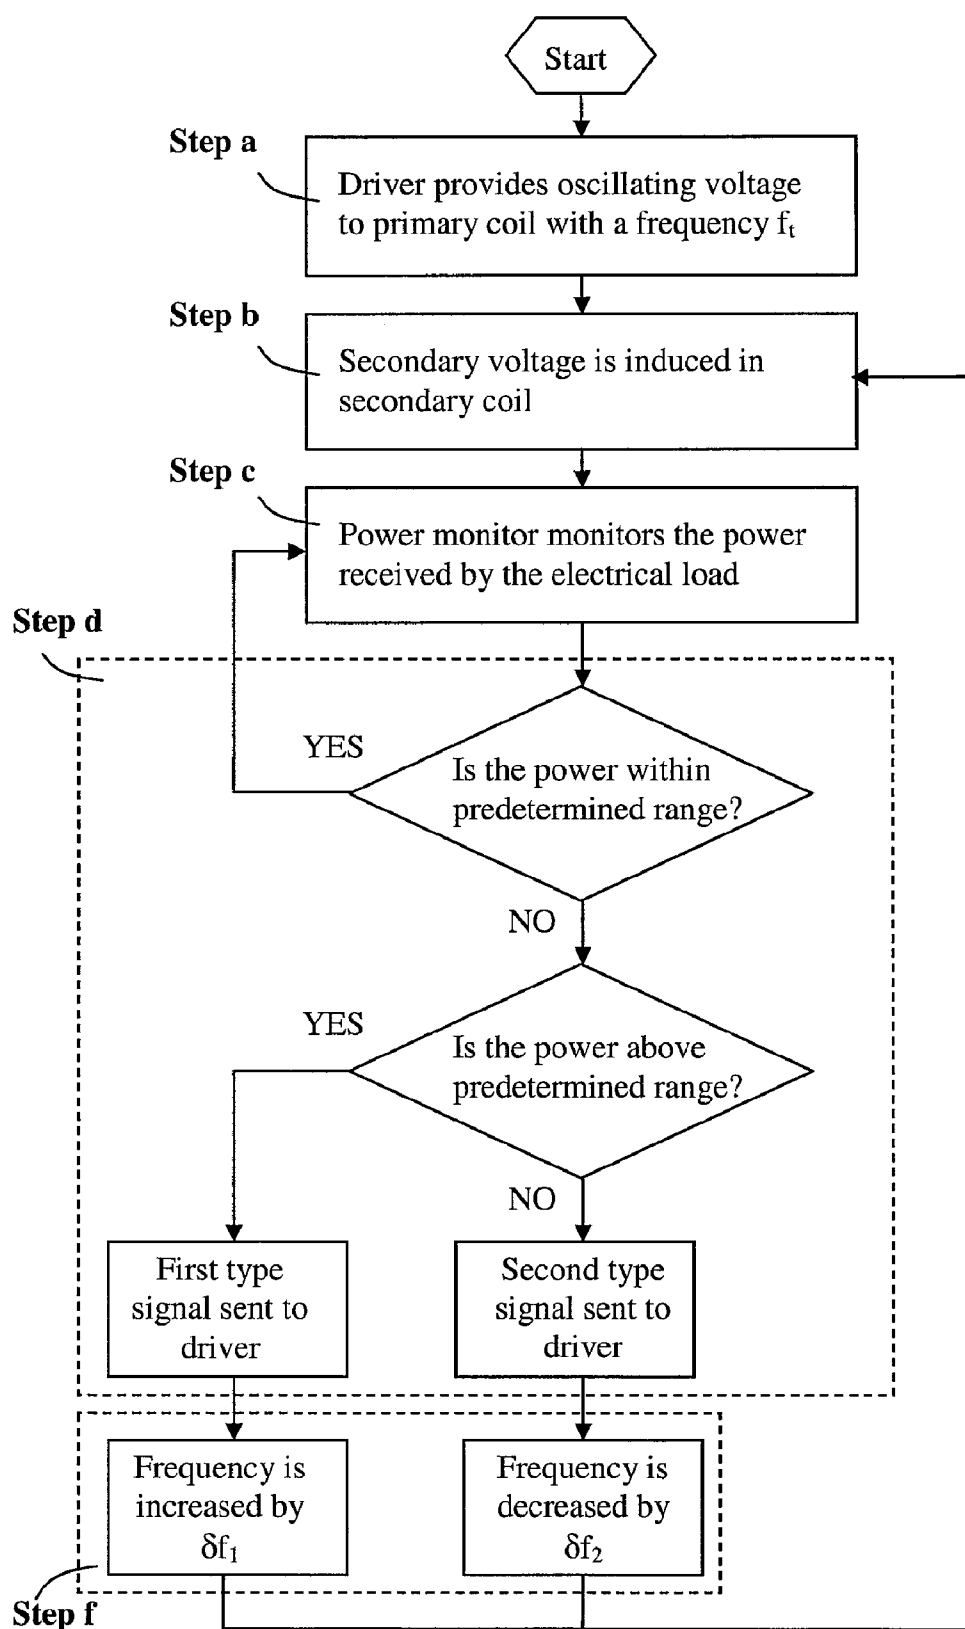 Start
Step a
Driver provides oscillating voltage
to primary coil with a frequency fₜ
Step b
Secondary voltage is induced in
secondary coil
Step c
Power monitor monitors the power
received by the electrical load
Step d
YES
Is the power within
predetermined range?
NO
YES
Is the power above
predetermined range?
NO
First type
signal sent to
driver
Second type
signal sent to
driver
Frequency is
increased by
δf₁
Frequency is
decreased by
δf₂
Step f